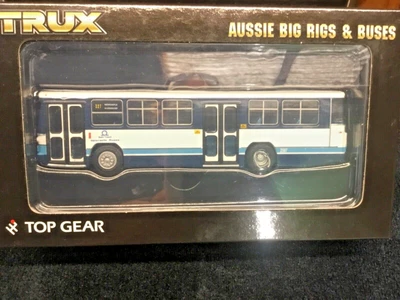 TRUX
AUSSIE BIG RIGS & BUSES
TOP GEAR